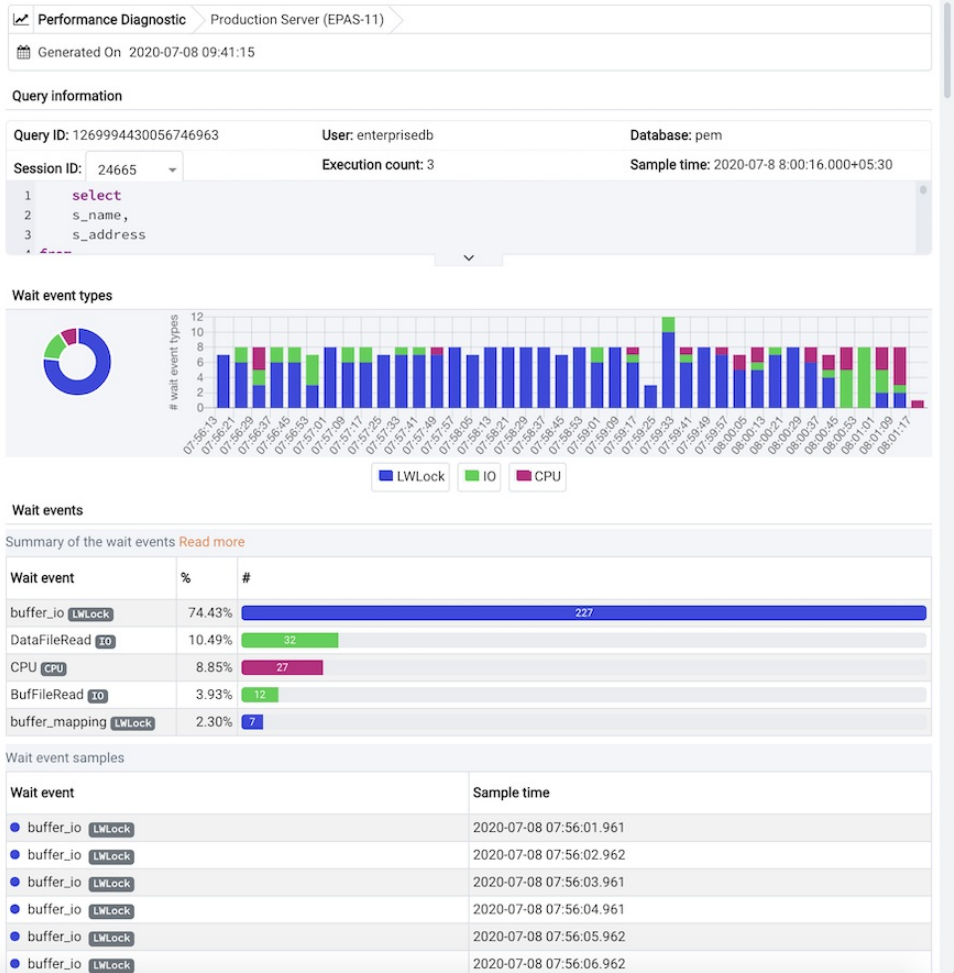 Performance Diagnostic Production Server (EPAS-11)
Generated On 2020-07-08 09:41:15
Query information
Query ID: 1269994430056746963 User: enterprisedb Database: pem
Session ID: 24665 Execution count: 3 Sample time: 2020-07-8 8:00:16.000+05:30
1 select
2 s_name,
3 s_address
4 from
Wait event types
# wait event types
12
10
8
6
4
2
0
07:56:13 07:56:21 07:56:29 07:56:37 07:56:45 07:56:53 07:57:01 07:57:09 07:57:17 07:57:25 07:57:33 07:57:41 07:57:49 07:57:57 07:58:05 07:58:13 07:58:21 07:58:29 07:58:37 07:58:45 07:58:53 07:59:01 07:59:09 07:59:17 07:59:25 07:59:33 07:59:41 07:59:49 07:59:57 08:00:05 08:00:13 08:00:21 08:00:29 08:00:37 08:00:45 08:00:53 08:01:01 08:01:09 08:01:17
LWLock IO CPU
Wait events
Summary of the wait events Read more
Wait event % #
buffer_io LWLock 74.43% 227
DataFileRead IO 10.49% 32
CPU CPU 8.85% 27
BufFileRead IO 3.93% 12
buffer_mapping LWLock 2.30% 7
Wait event samples
Wait event Sample time
buffer_io LWLock 2020-07-08 07:56:01.961
buffer_io LWLock 2020-07-08 07:56:02.962
buffer_io LWLock 2020-07-08 07:56:03.961
buffer_io LWLock 2020-07-08 07:56:04.961
buffer_io LWLock 2020-07-08 07:56:05.962
buffer_io LWLock 2020-07-08 07:56:06.962